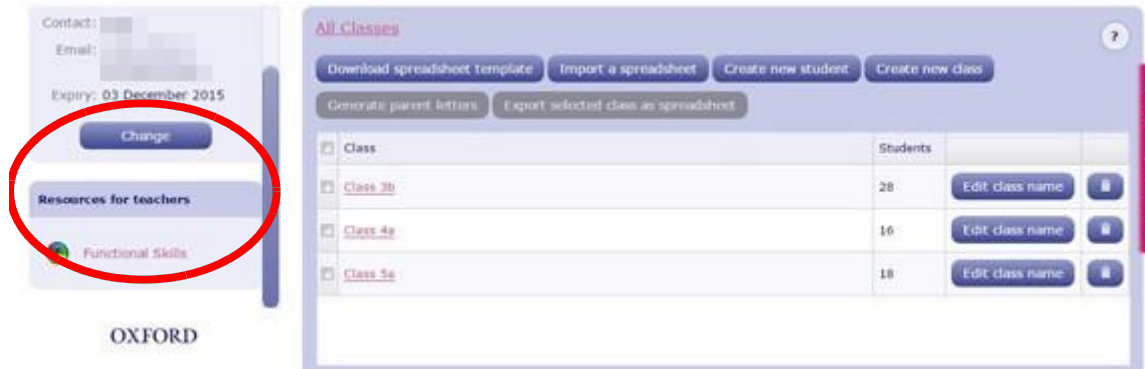 Contact:
Email:
Expiry: 03 December 2015
Change
Resources for teachers
Functional Skills
OXFORD
All Classes
?
Download spreadsheet template Import a spreadsheet Create new student Create new class
Generate parent letters Export selected class as spreadsheet
Class Students
Class 3b 28 Edit class name
Class 4a 16 Edit class name
Class 5a 18 Edit class name